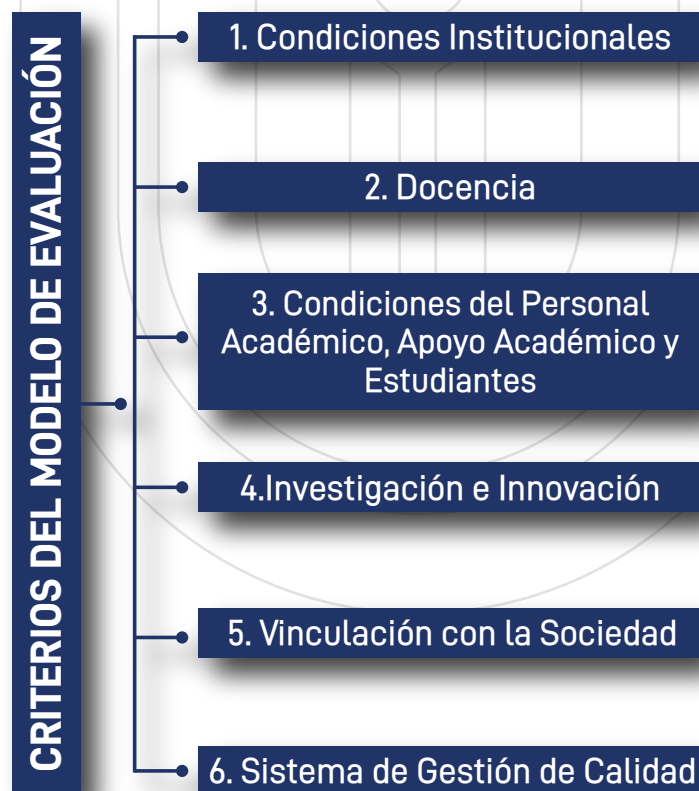 CRITERIOS DEL MODELO DE EVALUACIÓN
1. Condiciones Institucionales
2. Docencia
3. Condiciones del Personal
Académico, Apoyo Académico y
Estudiantes
4.Investigación e Innovación
5. Vinculación con la Sociedad
6. Sistema de Gestión de Calidad